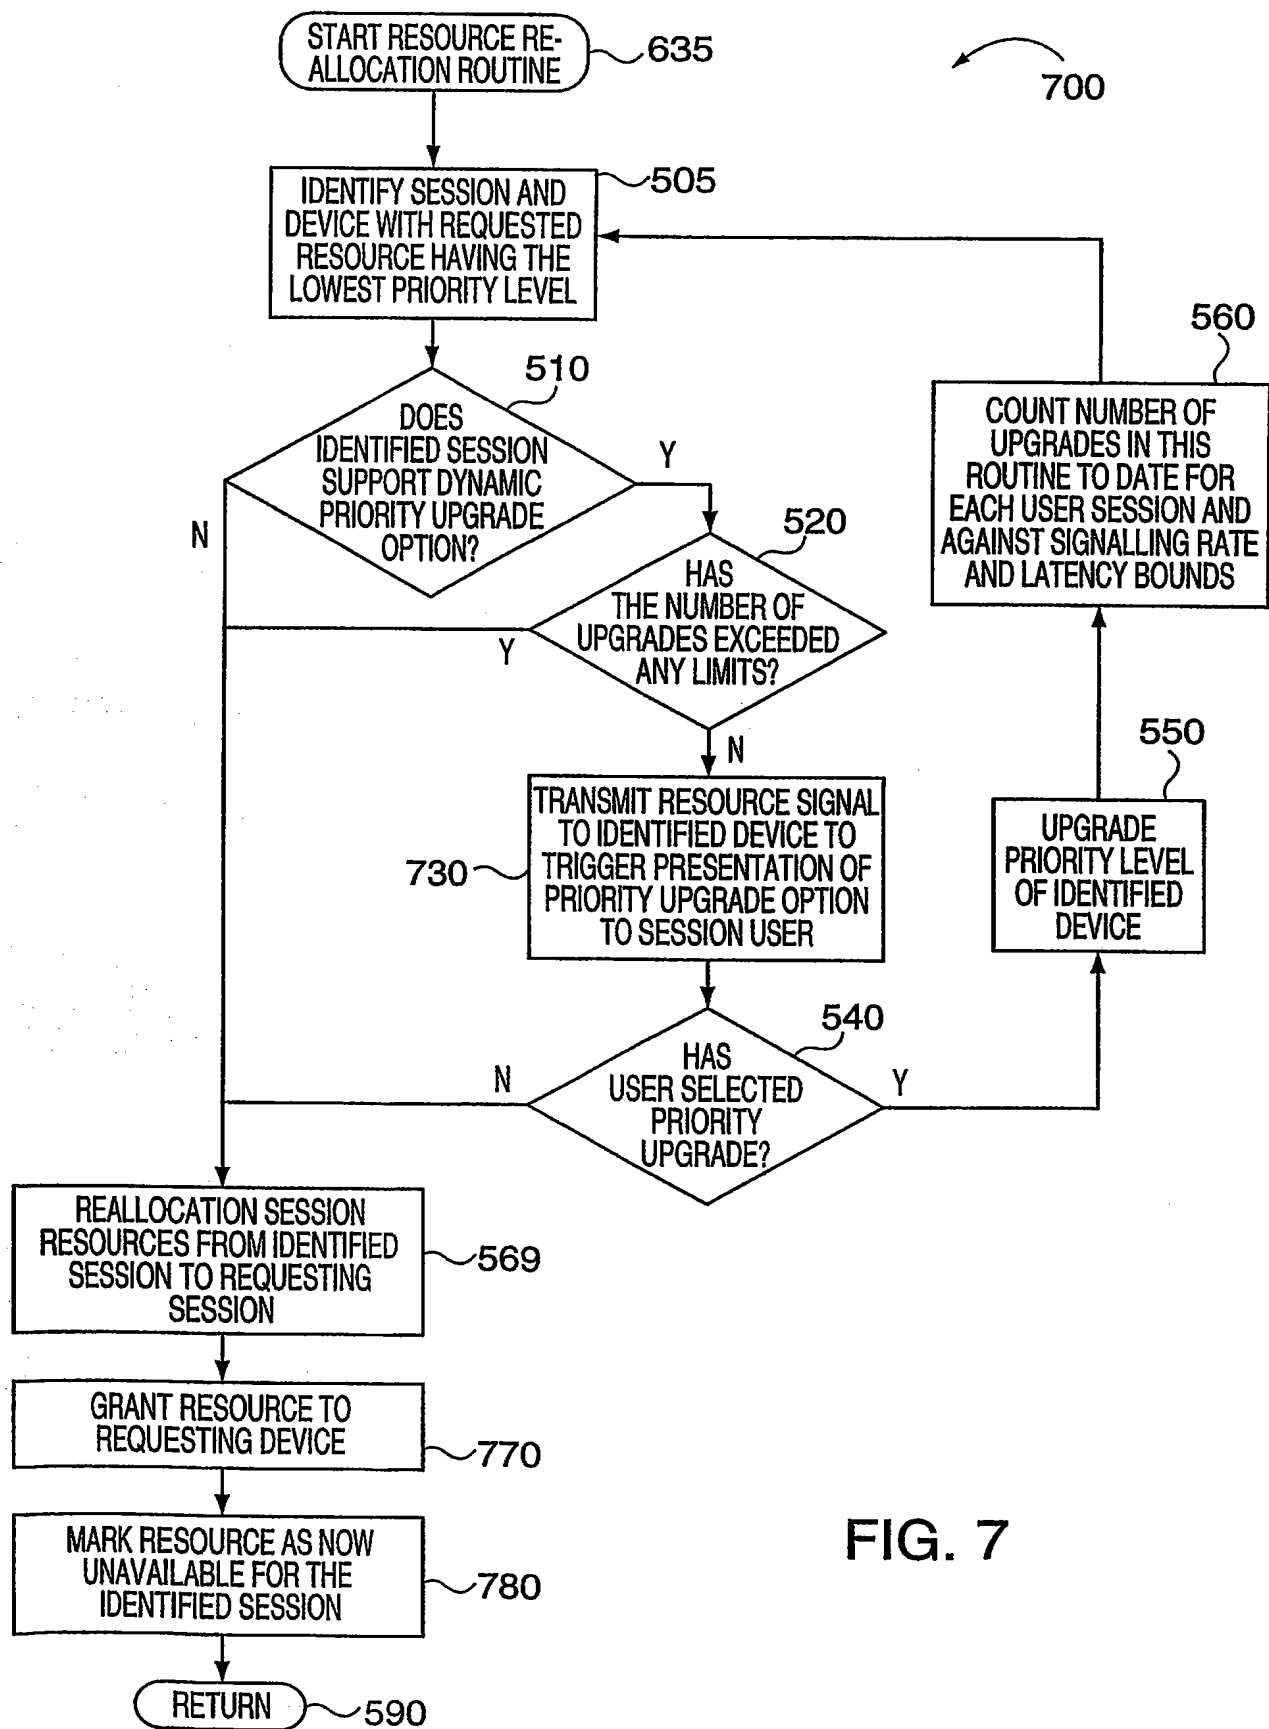 START RESOURCE RE-
ALLOCATION ROUTINE
635
700
IDENTIFY SESSION AND
DEVICE WITH REQUESTED
RESOURCE HAVING THE
LOWEST PRIORITY LEVEL
505
510
DOES
IDENTIFIED SESSION
SUPPORT DYNAMIC
PRIORITY UPGRADE
OPTION?
Y
N
560
COUNT NUMBER OF
UPGRADES IN THIS
ROUTINE TO DATE FOR
EACH USER SESSION AND
AGAINST SIGNALLING RATE
AND LATENCY BOUNDS
520
HAS
THE NUMBER OF
UPGRADES EXCEEDED
ANY LIMITS?
Y
N
550
UPGRADE
PRIORITY LEVEL
OF IDENTIFIED
DEVICE
TRANSMIT RESOURCE SIGNAL
TO IDENTIFIED DEVICE TO
TRIGGER PRESENTATION OF
PRIORITY UPGRADE OPTION
TO SESSION USER
730
540
HAS
USER SELECTED
PRIORITY
UPGRADE?
N
Y
REALLOCATION SESSION
RESOURCES FROM IDENTIFIED
SESSION TO REQUESTING
SESSION
569
GRANT RESOURCE TO
REQUESTING DEVICE
770
MARK RESOURCE AS NOW
UNAVAILABLE FOR THE
IDENTIFIED SESSION
780
RETURN
590
FIG. 7